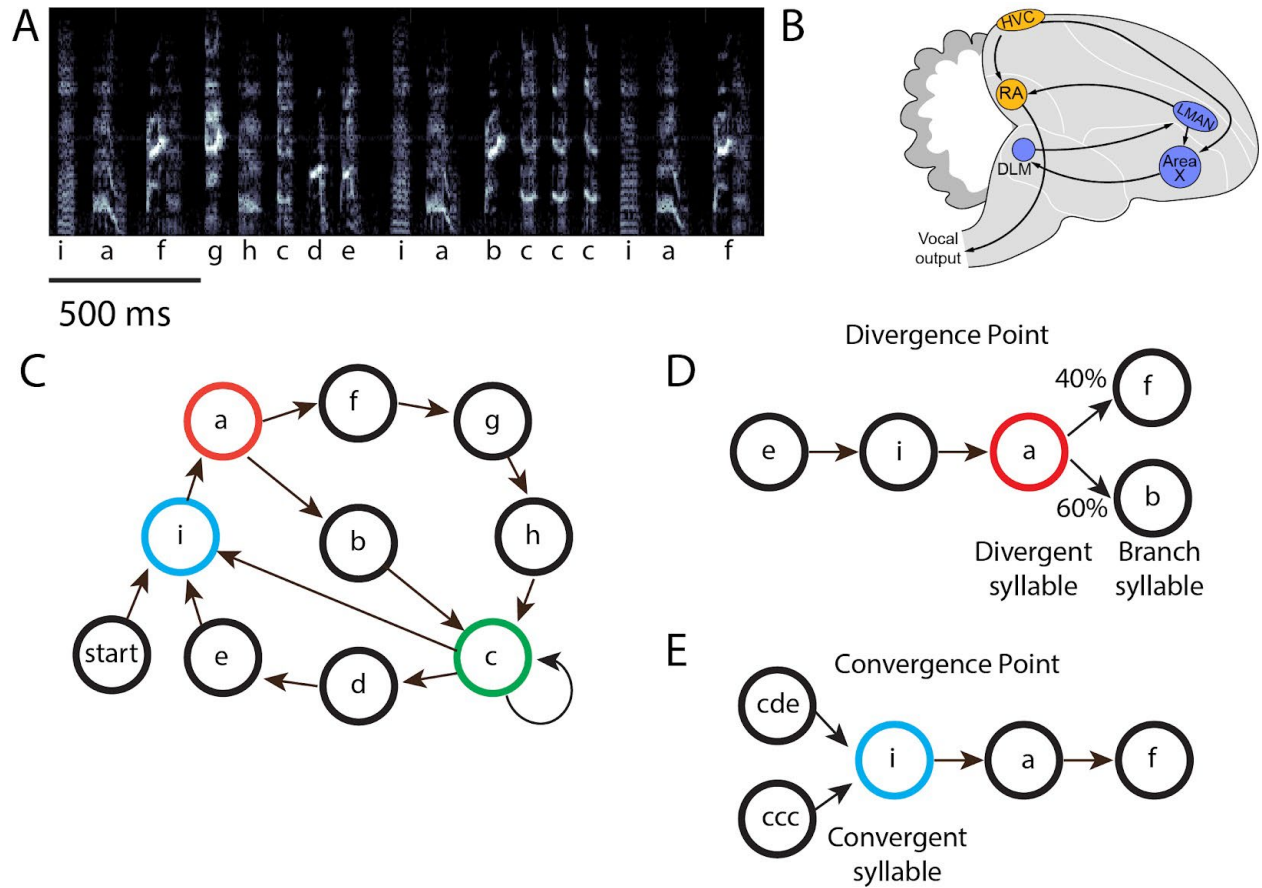 A
i a f g h c d e i a b c c c i a f
500 ms
B
HVC
RA
LMAN
Area
X
DLM
Vocal
output
C
a
f
g
i
b
h
start
e
d
c
D
Divergence Point
40%
f
e
i
a
60%
b
Divergent
syllable
Branch
syllable
E
Convergence Point
cde
i
a
f
ccc
Convergent
syllable